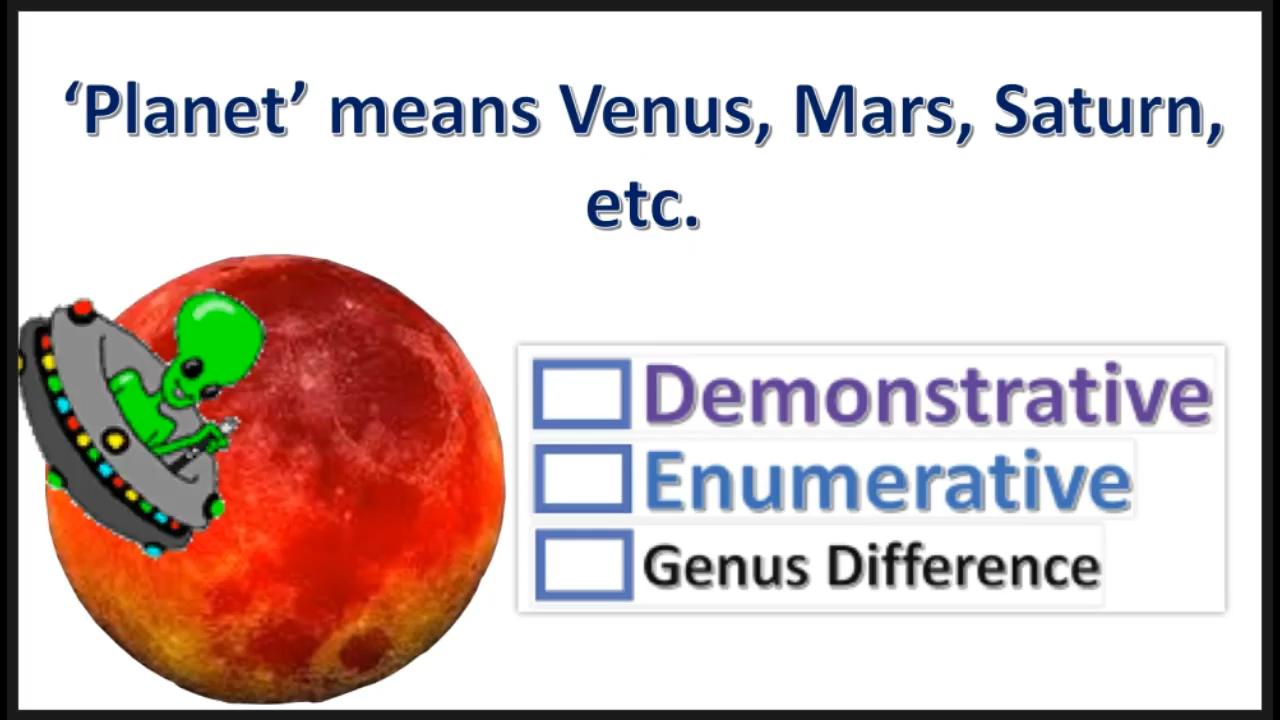 ‘Planet’ means Venus, Mars, Saturn,
etc.
Demonstrative
Enumerative
Genus Difference